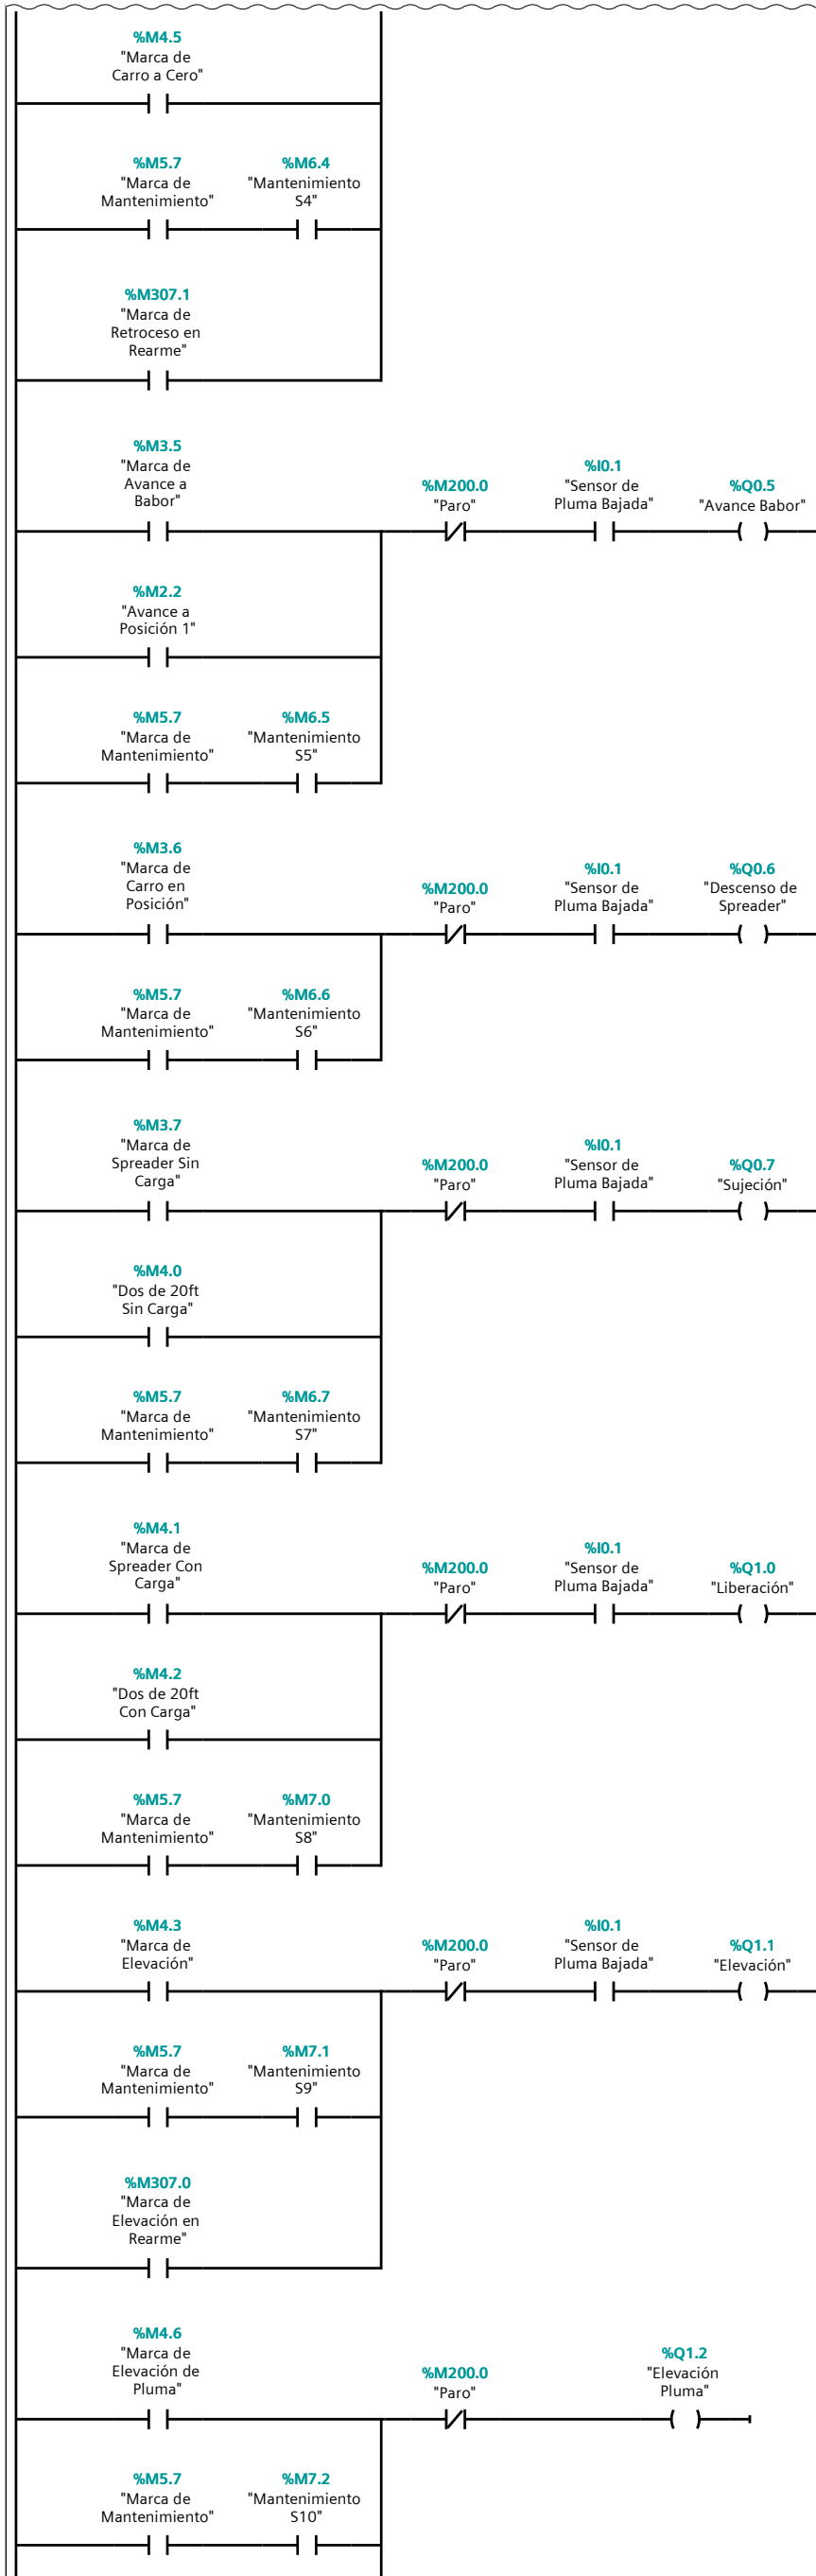 %M4.5
"Marca de
Carro a Cero"
%M5.7
"Marca de
Mantenimiento"
%M6.4
"Mantenimiento
S4"
%M307.1
"Marca de
Retroceso en
Rearme"
%M3.5
"Marca de
Avance a
Babor"
%M200.0
"Paro"
%I0.1
"Sensor de
Pluma Bajada"
%Q0.5
"Avance Babor"
%M2.2
"Avance a
Posición 1"
%M5.7
"Marca de
Mantenimiento"
%M6.5
"Mantenimiento
S5"
%M3.6
"Marca de
Carro en
Posición"
%M200.0
"Paro"
%I0.1
"Sensor de
Pluma Bajada"
%Q0.6
"Descenso de
Spreader"
%M5.7
"Marca de
Mantenimiento"
%M6.6
"Mantenimiento
S6"
%M3.7
"Marca de
Spreader Sin
Carga"
%M200.0
"Paro"
%I0.1
"Sensor de
Pluma Bajada"
%Q0.7
"Sujeción"
%M4.0
"Dos de 20ft
Sin Carga"
%M5.7
"Marca de
Mantenimiento"
%M6.7
"Mantenimiento
S7"
%M4.1
"Marca de
Spreader Con
Carga"
%M200.0
"Paro"
%I0.1
"Sensor de
Pluma Bajada"
%Q1.0
"Liberación"
%M4.2
"Dos de 20ft
Con Carga"
%M5.7
"Marca de
Mantenimiento"
%M7.0
"Mantenimiento
S8"
%M4.3
"Marca de
Elevación"
%M200.0
"Paro"
%I0.1
"Sensor de
Pluma Bajada"
%Q1.1
"Elevación"
%M5.7
"Marca de
Mantenimiento"
%M7.1
"Mantenimiento
S9"
%M307.0
"Marca de
Elevación en
Rearme"
%M4.6
"Marca de
Elevación de
Pluma"
%M200.0
"Paro"
%Q1.2
"Elevación
Pluma"
%M5.7
"Marca de
Mantenimiento"
%M7.2
"Mantenimiento
S10"